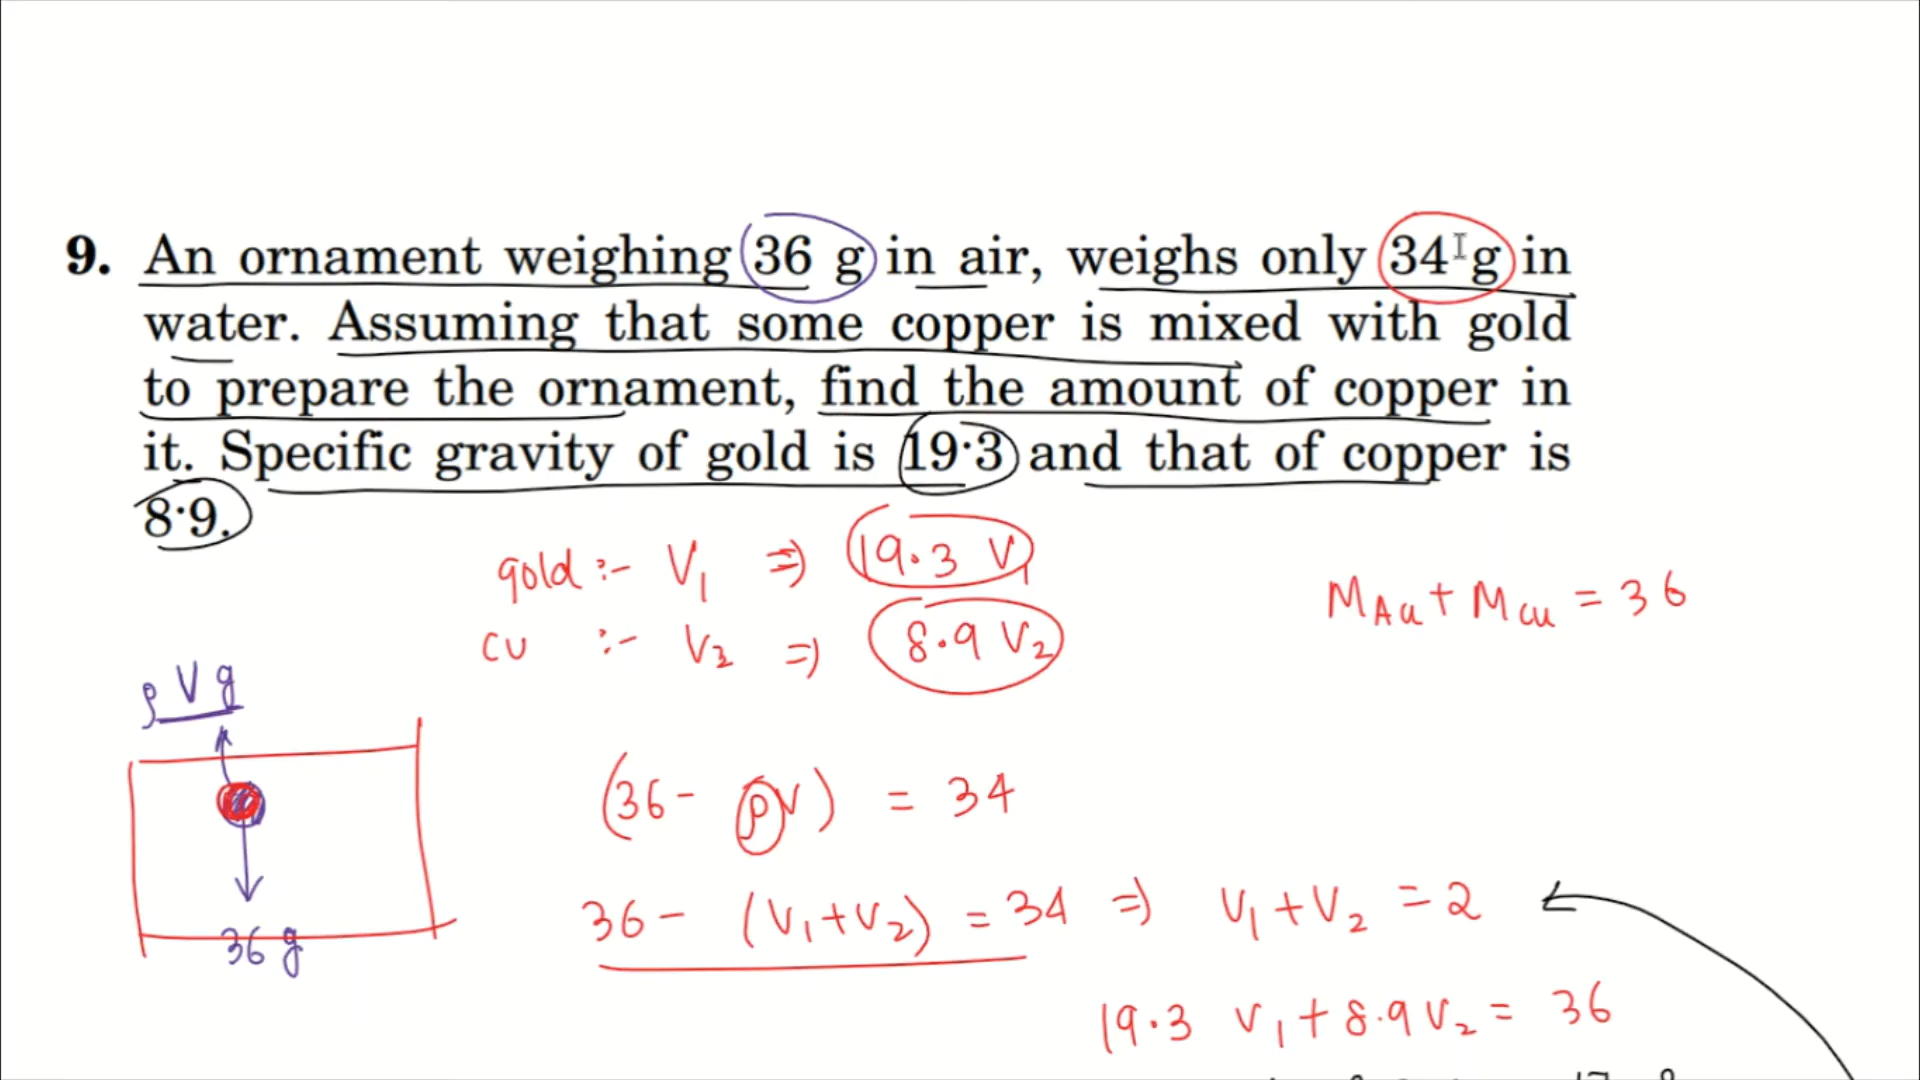 9. An ornament weighing 36 g in air, weighs only 34 g in
water. Assuming that some copper is mixed with gold
to prepare the ornament, find the amount of copper in
it. Specific gravity of gold is 19·3 and that of copper is
8·9.
gold :- V₁ ⇒ 19.3 V₁
M_Au + M_Cu = 36
cu :- V₂ ⇒ 8.9 V₂
ρVg
(36 - ρV) = 34
36 - (V₁+V₂) = 34 ⇒ V₁+V₂ = 2
36 g
19.3 V₁ + 8.9 V₂ = 36